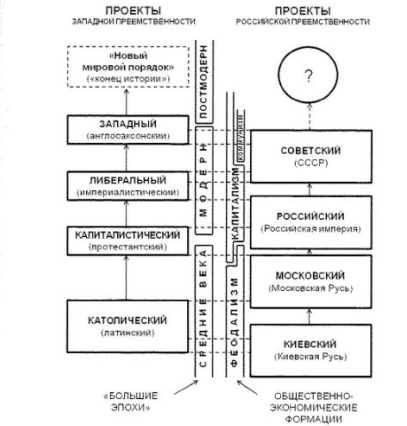 ПРОЕКТЫ
ЗАПАДНОЙ ПРЕЕМСТВЕННОСТИ
ПРОЕКТЫ
РОССИЙСКОЙ ПРЕЕМСТВЕННОСТИ
«Новый
мировой порядок»
(«конец истории»)
ЗАПАДНЫЙ
(англосаксонский)
ЛИБЕРАЛЬНЫЙ
(империалистический)
КАПИТАЛИСТИЧЕСКИЙ
(протестантский)
КАТОЛИЧЕСКИЙ
(латинский)
ПОСТМОДЕРН
МОДЕРН
СРЕДНИЕ ВЕКА
КОММУНИЗМ
КАПИТАЛИЗМ
ФЕОДАЛИЗМ
?
СОВЕТСКИЙ
(СССР)
РОССИЙСКИЙ
(Российская империя)
МОСКОВСКИЙ
(Московская Русь)
КИЕВСКИЙ
(Киевская Русь)
«БОЛЬШИЕ
ЭПОХИ»
ОБЩЕСТВЕННО-
ЭКОНОМИЧЕСКИЕ
ФОРМАЦИИ